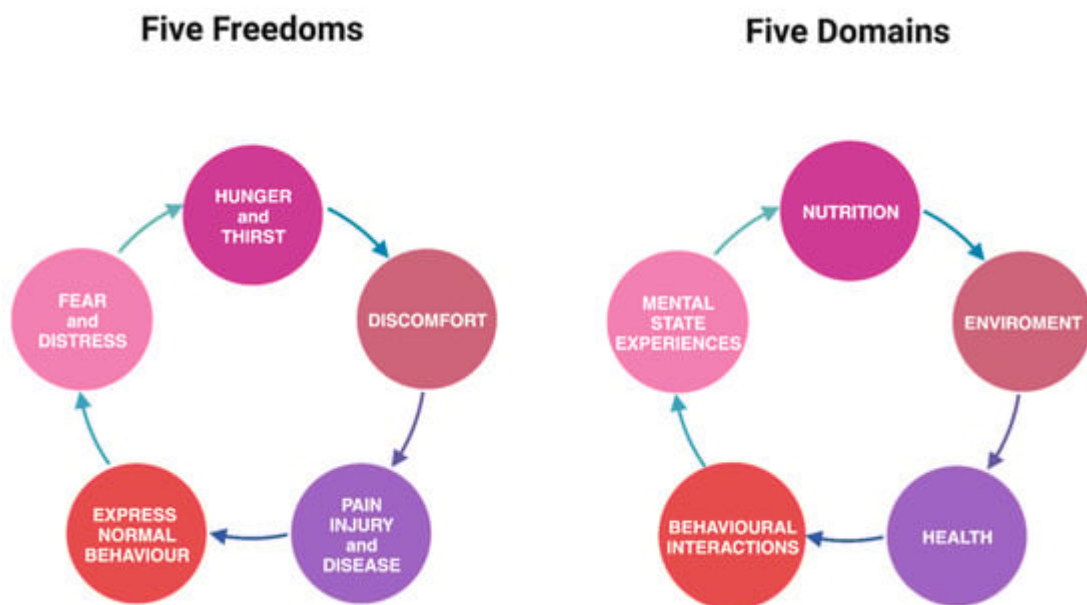 Five Freedoms
HUNGER
and
THIRST
DISCOMFORT
PAIN
INJURY
and
DISEASE
EXPRESS
NORMAL
BEHAVIOUR
FEAR
and
DISTRESS
Five Domains
NUTRITION
ENVIROMENT
HEALTH
BEHAVIOURAL
INTERACTIONS
MENTAL
STATE
EXPERIENCES